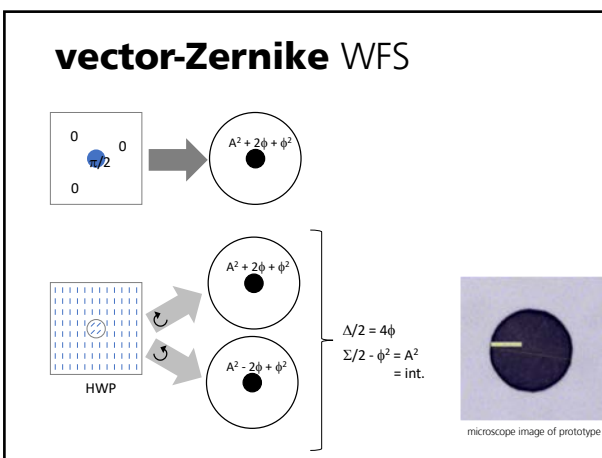 vector-Zernike WFS
0
0
π/2
0
A² + 2ϕ + ϕ²
A² + 2ϕ + ϕ²
A² - 2ϕ + ϕ²
HWP
Δ/2 = 4ϕ
Σ/2 - ϕ² = A²
= int.
microscope image of prototype